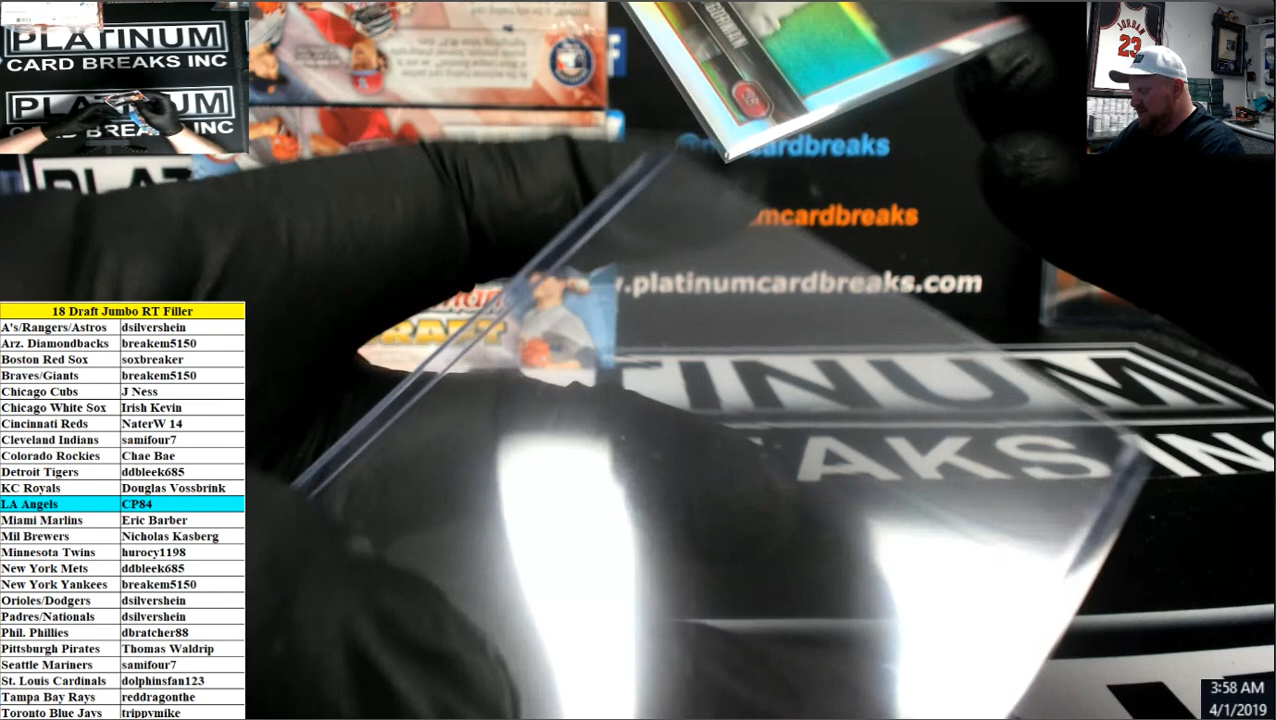 PLATINUM
CARD BREAKS INC
PLATINUM
CARD BREAKS INC
PLAT
GORMAN
JORDAN
23
cardbreaks
mcardbreaks
.platinumcardbreaks.com
DRAFT
TINUM
AKS INC
18 Draft Jumbo RT Filler
A's/Rangers/Astros dsilvershein
Arz. Diamondbacks breakem5150
Boston Red Sox soxbreaker
Braves/Giants breakem5150
Chicago Cubs J Ness
Chicago White Sox Irish Kevin
Cincinnati Reds NaterW 14
Cleveland Indians samifour7
Colorado Rockies Chae Bae
Detroit Tigers ddbleek685
KC Royals Douglas Vossbrink
LA Angels CP84
Miami Marlins Eric Barber
Mil Brewers Nicholas Kasberg
Minnesota Twins hurocy1198
New York Mets ddbleek685
New York Yankees breakem5150
Orioles/Dodgers dsilvershein
Padres/Nationals dsilvershein
Phil. Phillies dbratcher88
Pittsburgh Pirates Thomas Waldrip
Seattle Mariners samifour7
St. Louis Cardinals dolphinsfan123
Tampa Bay Rays reddragonthe
Toronto Blue Jays trippymike
3:58 AM
4/1/2019